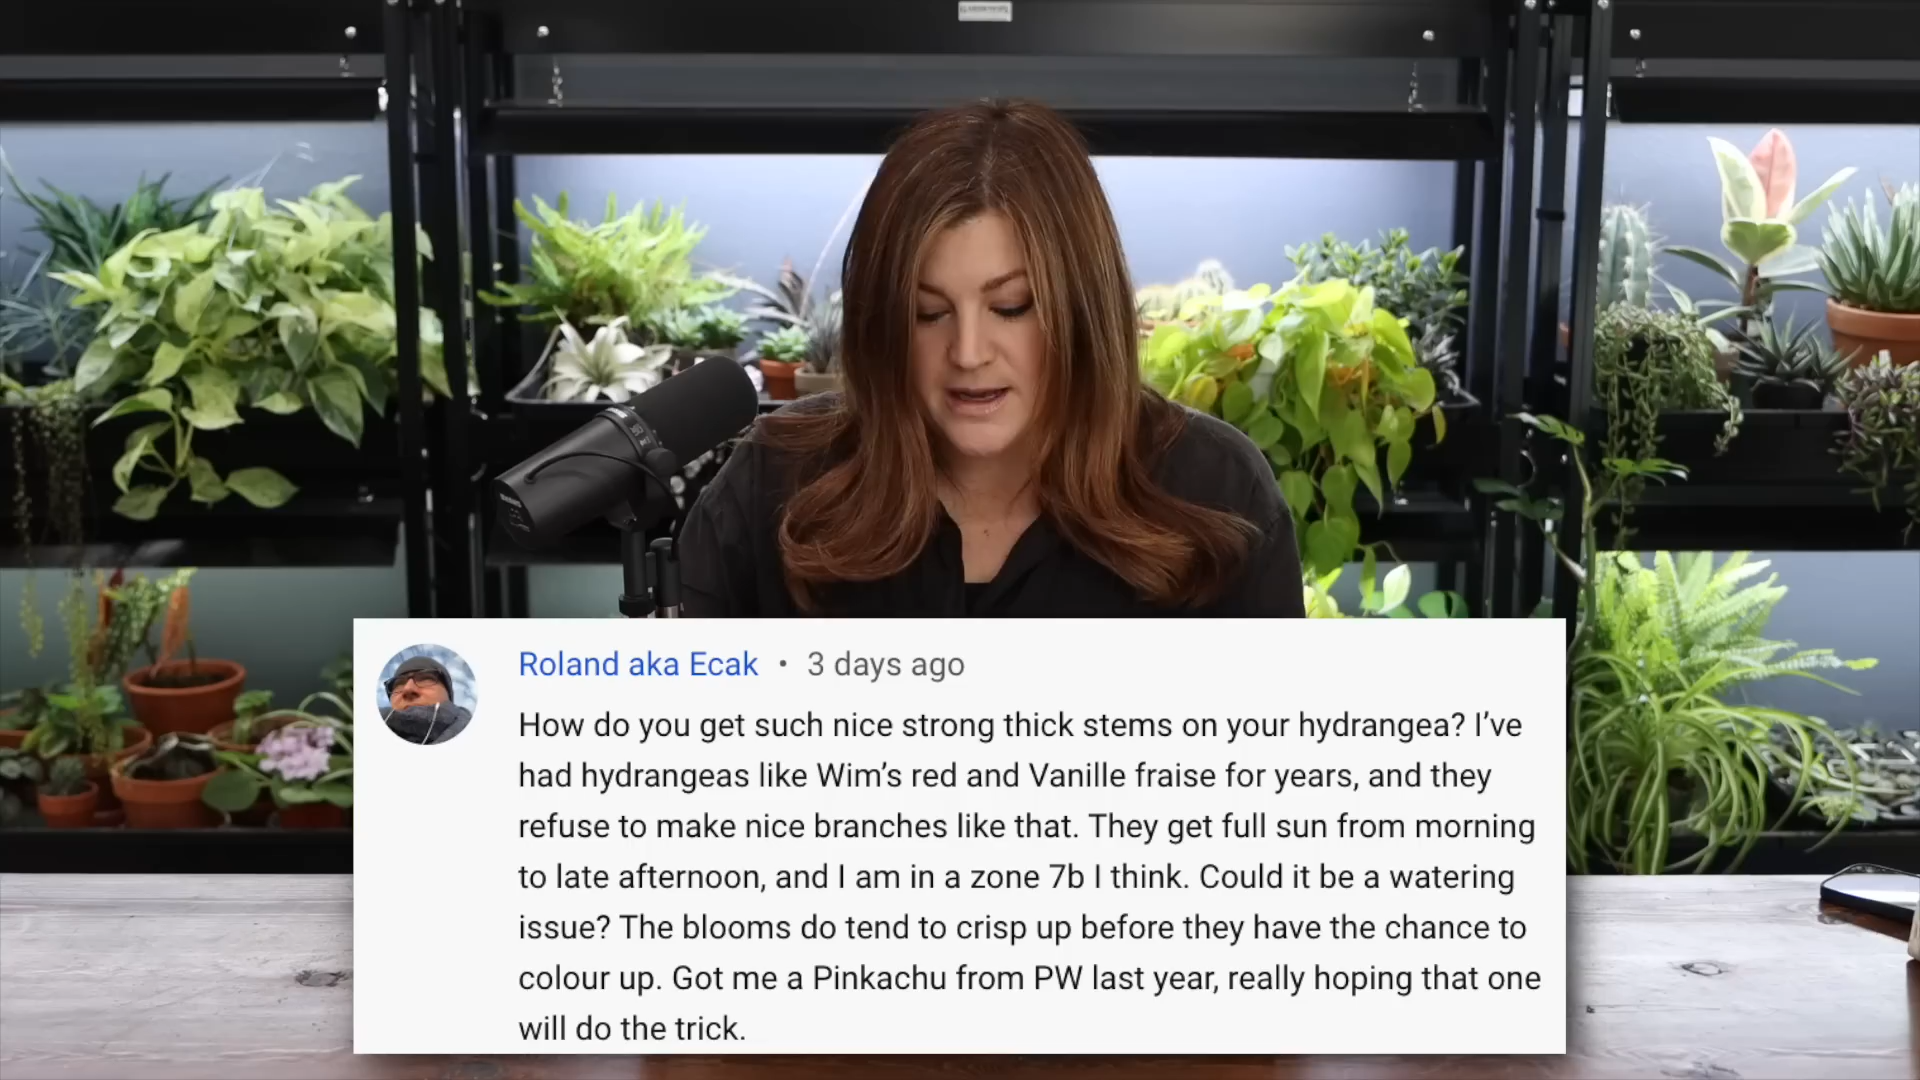 Roland aka Ecak • 3 days ago
How do you get such nice strong thick stems on your hydrangea? I’ve
had hydrangeas like Wim’s red and Vanille fraise for years, and they
refuse to make nice branches like that. They get full sun from morning
to late afternoon, and I am in a zone 7b I think. Could it be a watering
issue? The blooms do tend to crisp up before they have the chance to
colour up. Got me a Pinkachu from PW last year, really hoping that one
will do the trick.